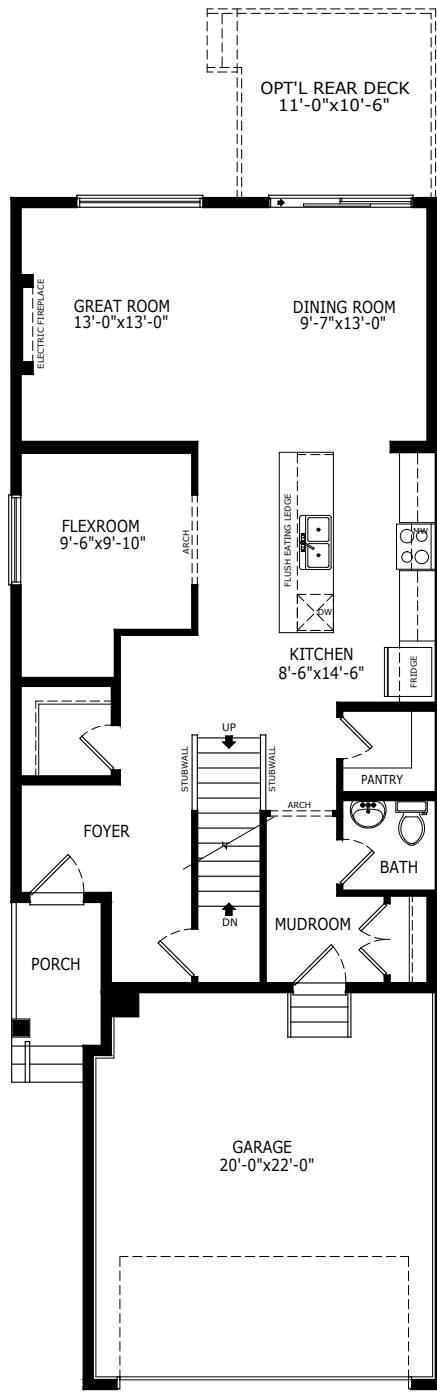 OPT'L REAR DECK
11'-0"x10'-6"
GREAT ROOM
13'-0"x13'-0"
DINING ROOM
9'-7"x13'-0"
ELECTRIC FIREPLACE
FLEXROOM
9'-6"x9'-10"
ARCH
FLUSH EATING LEDGE
MW
DW
KITCHEN
8'-6"x14'-6"
FRIDGE
UP
STUBWALL
STUBWALL
PANTRY
ARCH
FOYER
BATH
DN
MUDROOM
PORCH
GARAGE
20'-0"x22'-0"